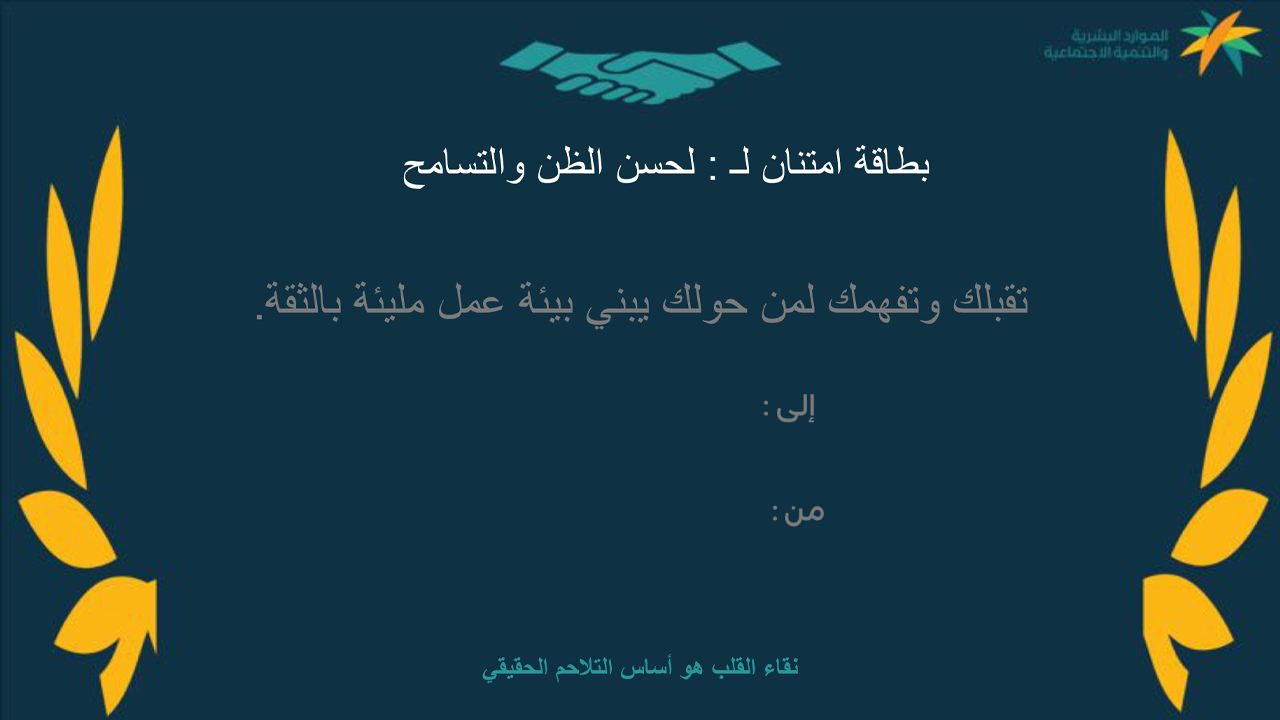 الموارد البشرية
والتنمية الاجتماعية
بطاقة امتنان لـ : لحسن الظن والتسامح
تقبلك وتفهمك لمن حولك يبني بيئة عمل مليئة بالثقة.
إلى :
من :
نقاء القلب هو أساس التلاحم الحقيقي